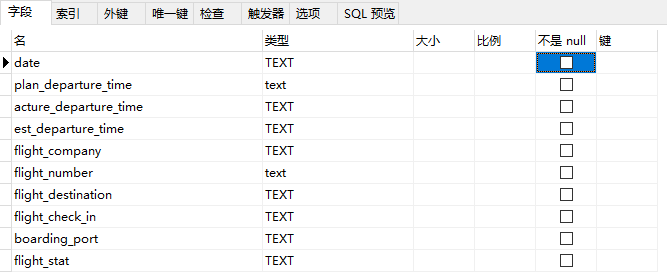 字段 索引 外键 唯一键 检查 触发器 选项 SQL 预览
名 类型 大小 比例 不是 null 键
date TEXT
plan_departure_time text
acture_departure_time TEXT
est_departure_time TEXT
flight_company TEXT
flight_number text
flight_destination TEXT
flight_check_in TEXT
boarding_port TEXT
flight_stat TEXT